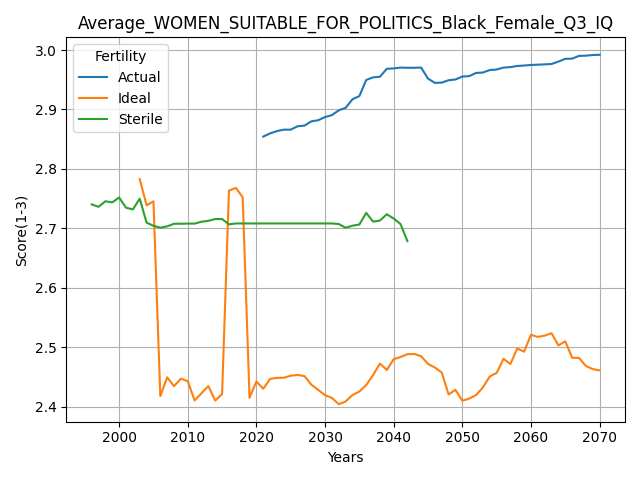 Average_WOMEN_SUITABLE_FOR_POLITICS_Black_Female_Q3_IQ
Fertility
Actual
Ideal
Sterile
3.0
2.9
2.8
2.7
2.6
2.5
2.4
Score(1-3)
2000 2010 2020 2030 2040 2050 2060 2070
Years